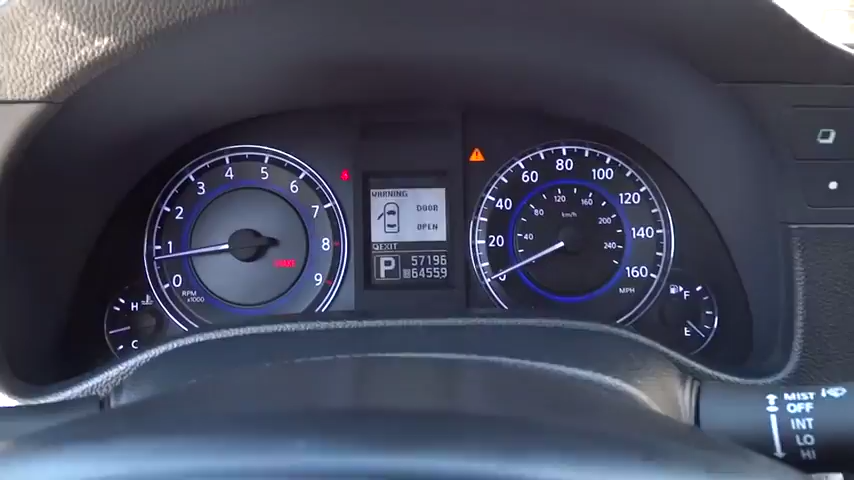 0 1 2 3 4 5 6 7 8 9
RPM
x1000
H
C
WARNING
DOOR
OPEN
EXIT
P
57196
64559
0 20 40 60 80 100 120 140 160
40 80 120 160 200 240
km/h
MPH
F
E
MIST
OFF
INT
LO
HI